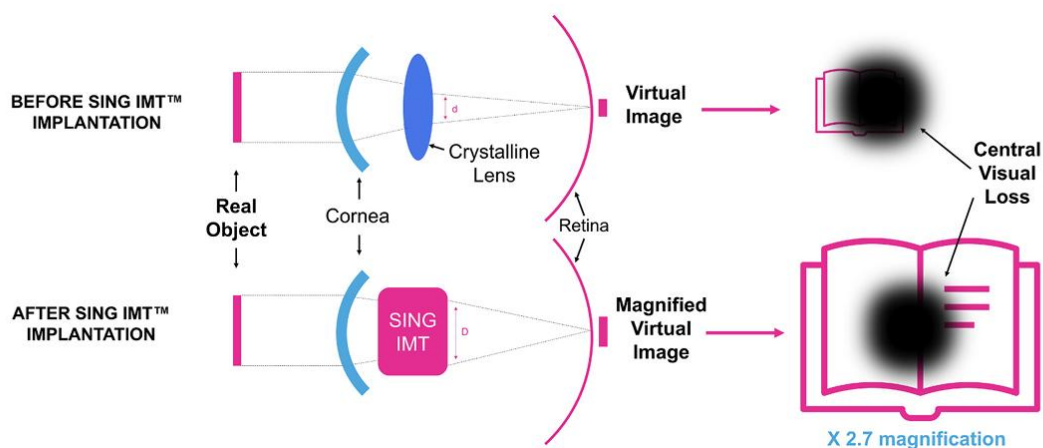 BEFORE SING IMT™
IMPLANTATION
d
Crystalline
Lens
Virtual
Image
Central
Visual
Loss
Real
Object
Cornea
Retina
AFTER SING IMT™
IMPLANTATION
SING
IMT
D
Magnified
Virtual
Image
X 2.7 magnification